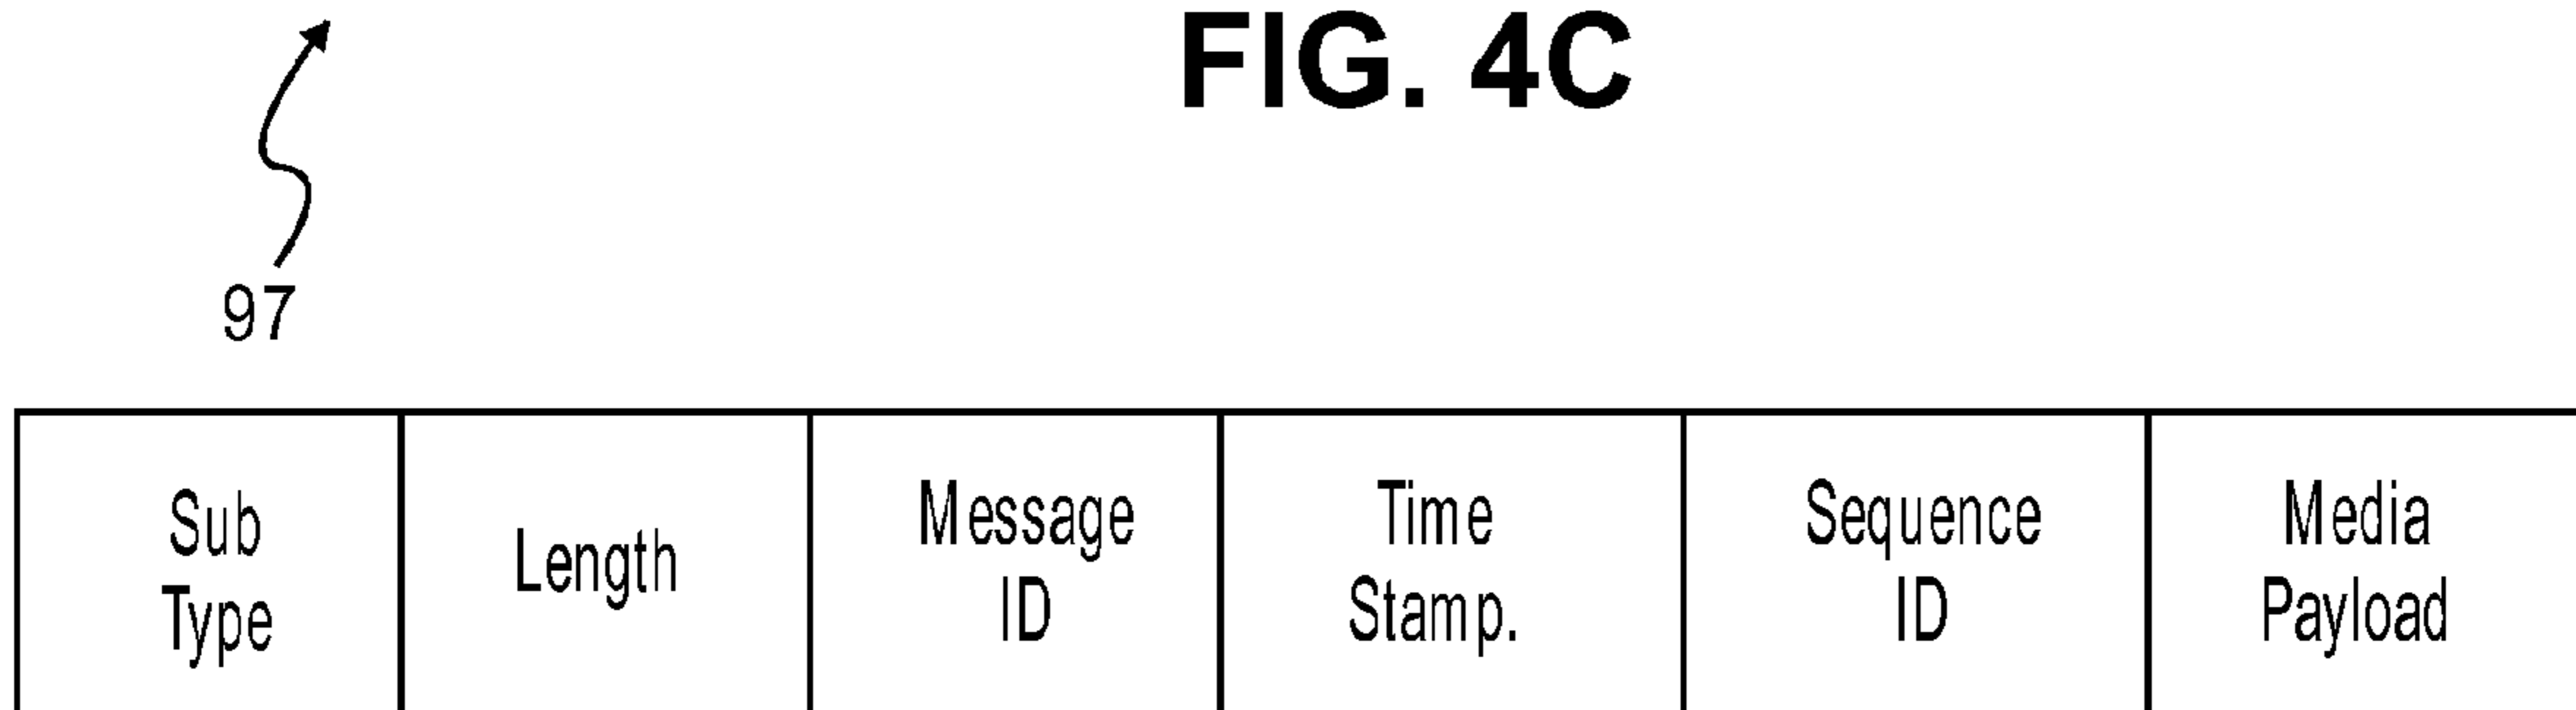 FIG. 4C
97
Sub
Type
Length
Message
ID
Time
Stamp.
Sequence
ID
Media
Payload